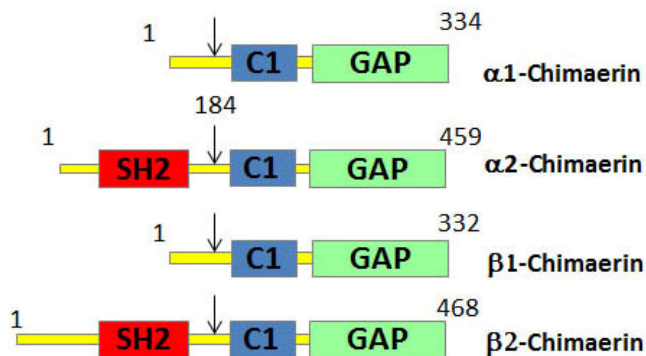 1 334
C1 GAP α1-Chimaerin
184
1 459
SH2 C1 GAP α2-Chimaerin
1 332
C1 GAP β1-Chimaerin
1 468
SH2 C1 GAP β2-Chimaerin